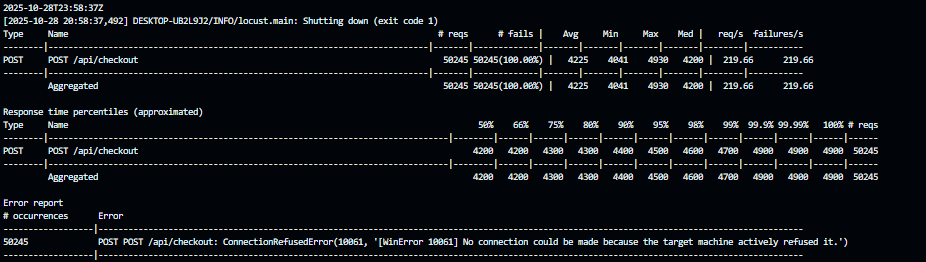 2025-10-28T23:58:37Z
[2025-10-28 20:58:37,492] DESKTOP-UB2L9J2/INFO/locust.main: Shutting down (exit code 1)
Type     Name                                                                          # reqs      # fails |    Avg     Min     Max    Med |   req/s  failures/s
--------|----------------------------------------------------------------------------|-------|-------------|-------|-------|-------|-------|--------|-----------
POST     POST /api/checkout                                                             50245 50245(100.00%) |   4225    4041    4930   4200 |  219.66      219.66
--------|----------------------------------------------------------------------------|-------|-------------|-------|-------|-------|-------|--------|-----------
         Aggregated                                                                     50245 50245(100.00%) |   4225    4041    4930   4200 |  219.66      219.66
Response time percentiles (approximated)
Type     Name                                                                                  50%    66%    75%    80%    90%    95%    98%    99%  99.9% 99.99%   100% # reqs
--------|--------------------------------------------------------------------------------|--------|------|------|------|------|------|------|------|------|------|------|------
POST     POST /api/checkout                                                                   4200   4200   4300   4300   4400   4500   4600   4700   4900   4900   4900  50245
--------|--------------------------------------------------------------------------------|--------|------|------|------|------|------|------|------|------|------|------|------
         Aggregated                                                                           4200   4200   4300   4300   4400   4500   4600   4700   4900   4900   4900  50245
Error report
# occurrences      Error
------------------|---------------------------------------------------------------------------------------------------------------------------------------------
50245              POST POST /api/checkout: ConnectionRefusedError(10061, '[WinError 10061] No connection could be made because the target machine actively refused it.')
------------------|---------------------------------------------------------------------------------------------------------------------------------------------